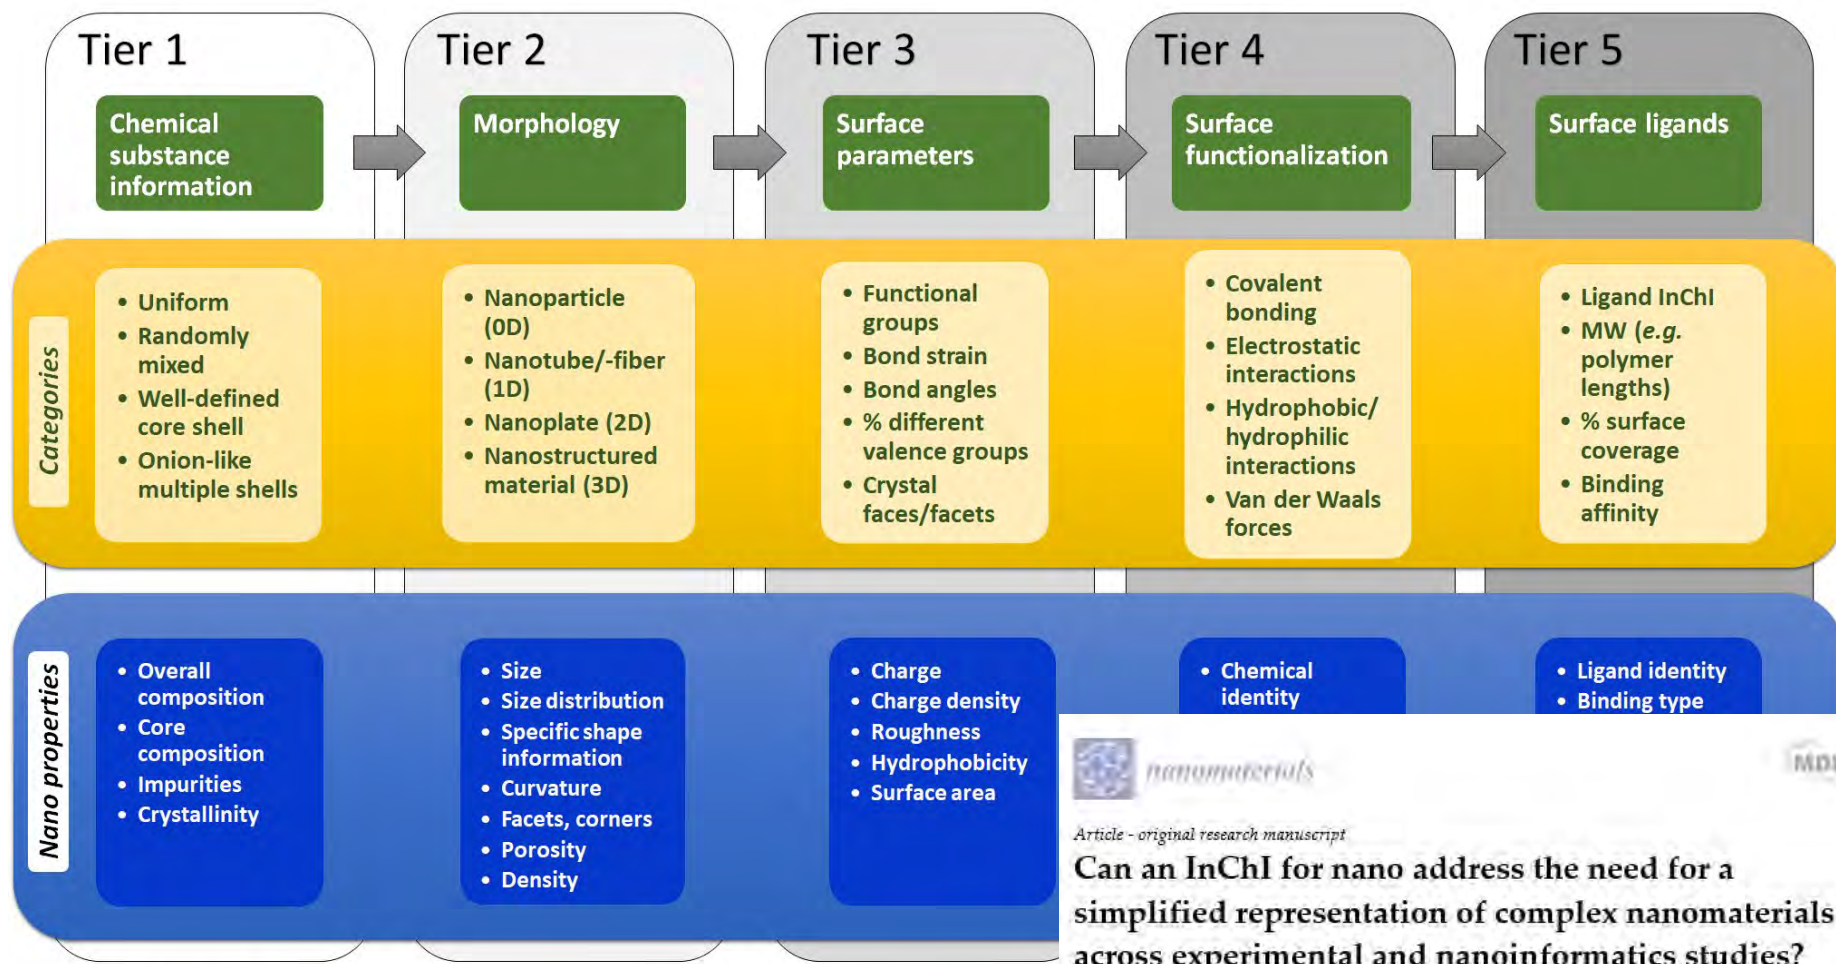 Tier 1
Tier 2
Tier 3
Tier 4
Tier 5
Chemical
substance
information
Morphology
Surface
parameters
Surface
functionalization
Surface ligands
Categories
• Uniform
• Randomly
mixed
• Well-defined
core shell
• Onion-like
multiple shells
• Nanoparticle
(0D)
• Nanotube/-fiber
(1D)
• Nanoplate (2D)
• Nanostructured
material (3D)
• Functional
groups
• Bond strain
• Bond angles
• % different
valence groups
• Crystal
faces/facets
• Covalent
bonding
• Electrostatic
interactions
• Hydrophobic/
hydrophilic
interactions
• Van der Waals
forces
• Ligand InChI
• MW (e.g.
polymer
lengths)
• % surface
coverage
• Binding
affinity
Nano properties
• Overall
composition
• Core
composition
• Impurities
• Crystallinity
• Size
• Size distribution
• Specific shape
information
• Curvature
• Facets, corners
• Porosity
• Density
• Charge
• Charge density
• Roughness
• Hydrophobicity
• Surface area
• Chemical
identity
• Ligand identity
• Binding type
nanomaterials
Article - original research manuscript
Can an InChI for nano address the need for a
simplified representation of complex nanomaterials
across experimental and nanoinformatics studies?